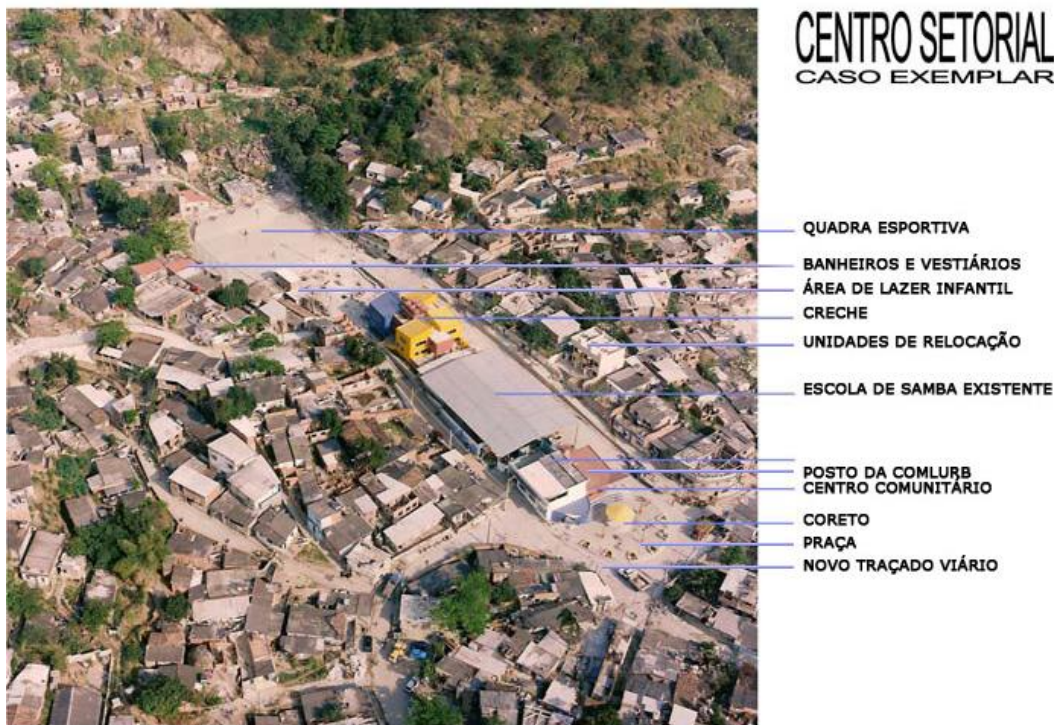 CENTRO SETORIAL
CASO EXEMPLAR
QUADRA ESPORTIVA
BANHEIROS E VESTIÁRIOS
ÁREA DE LAZER INFANTIL
CRECHE
UNIDADES DE RELOCAÇÃO
ESCOLA DE SAMBA EXISTENTE
POSTO DA COMLURB
CENTRO COMUNITÁRIO
CORETO
PRAÇA
NOVO TRAÇADO VIÁRIO